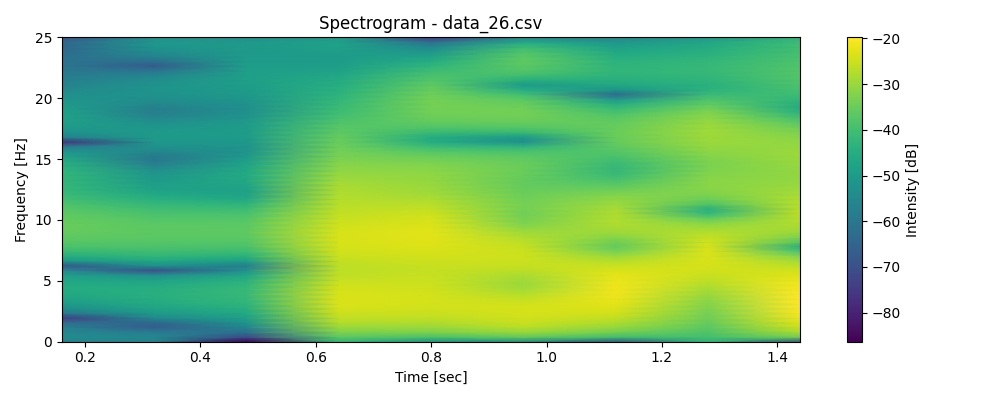 Spectrogram - data_26.csv
Frequency [Hz]
25
20
15
10
5
0
0.2 0.4 0.6 0.8 1.0 1.2 1.4
Time [sec]
−20
−30
−40
−50
−60
−70
−80
Intensity [dB]